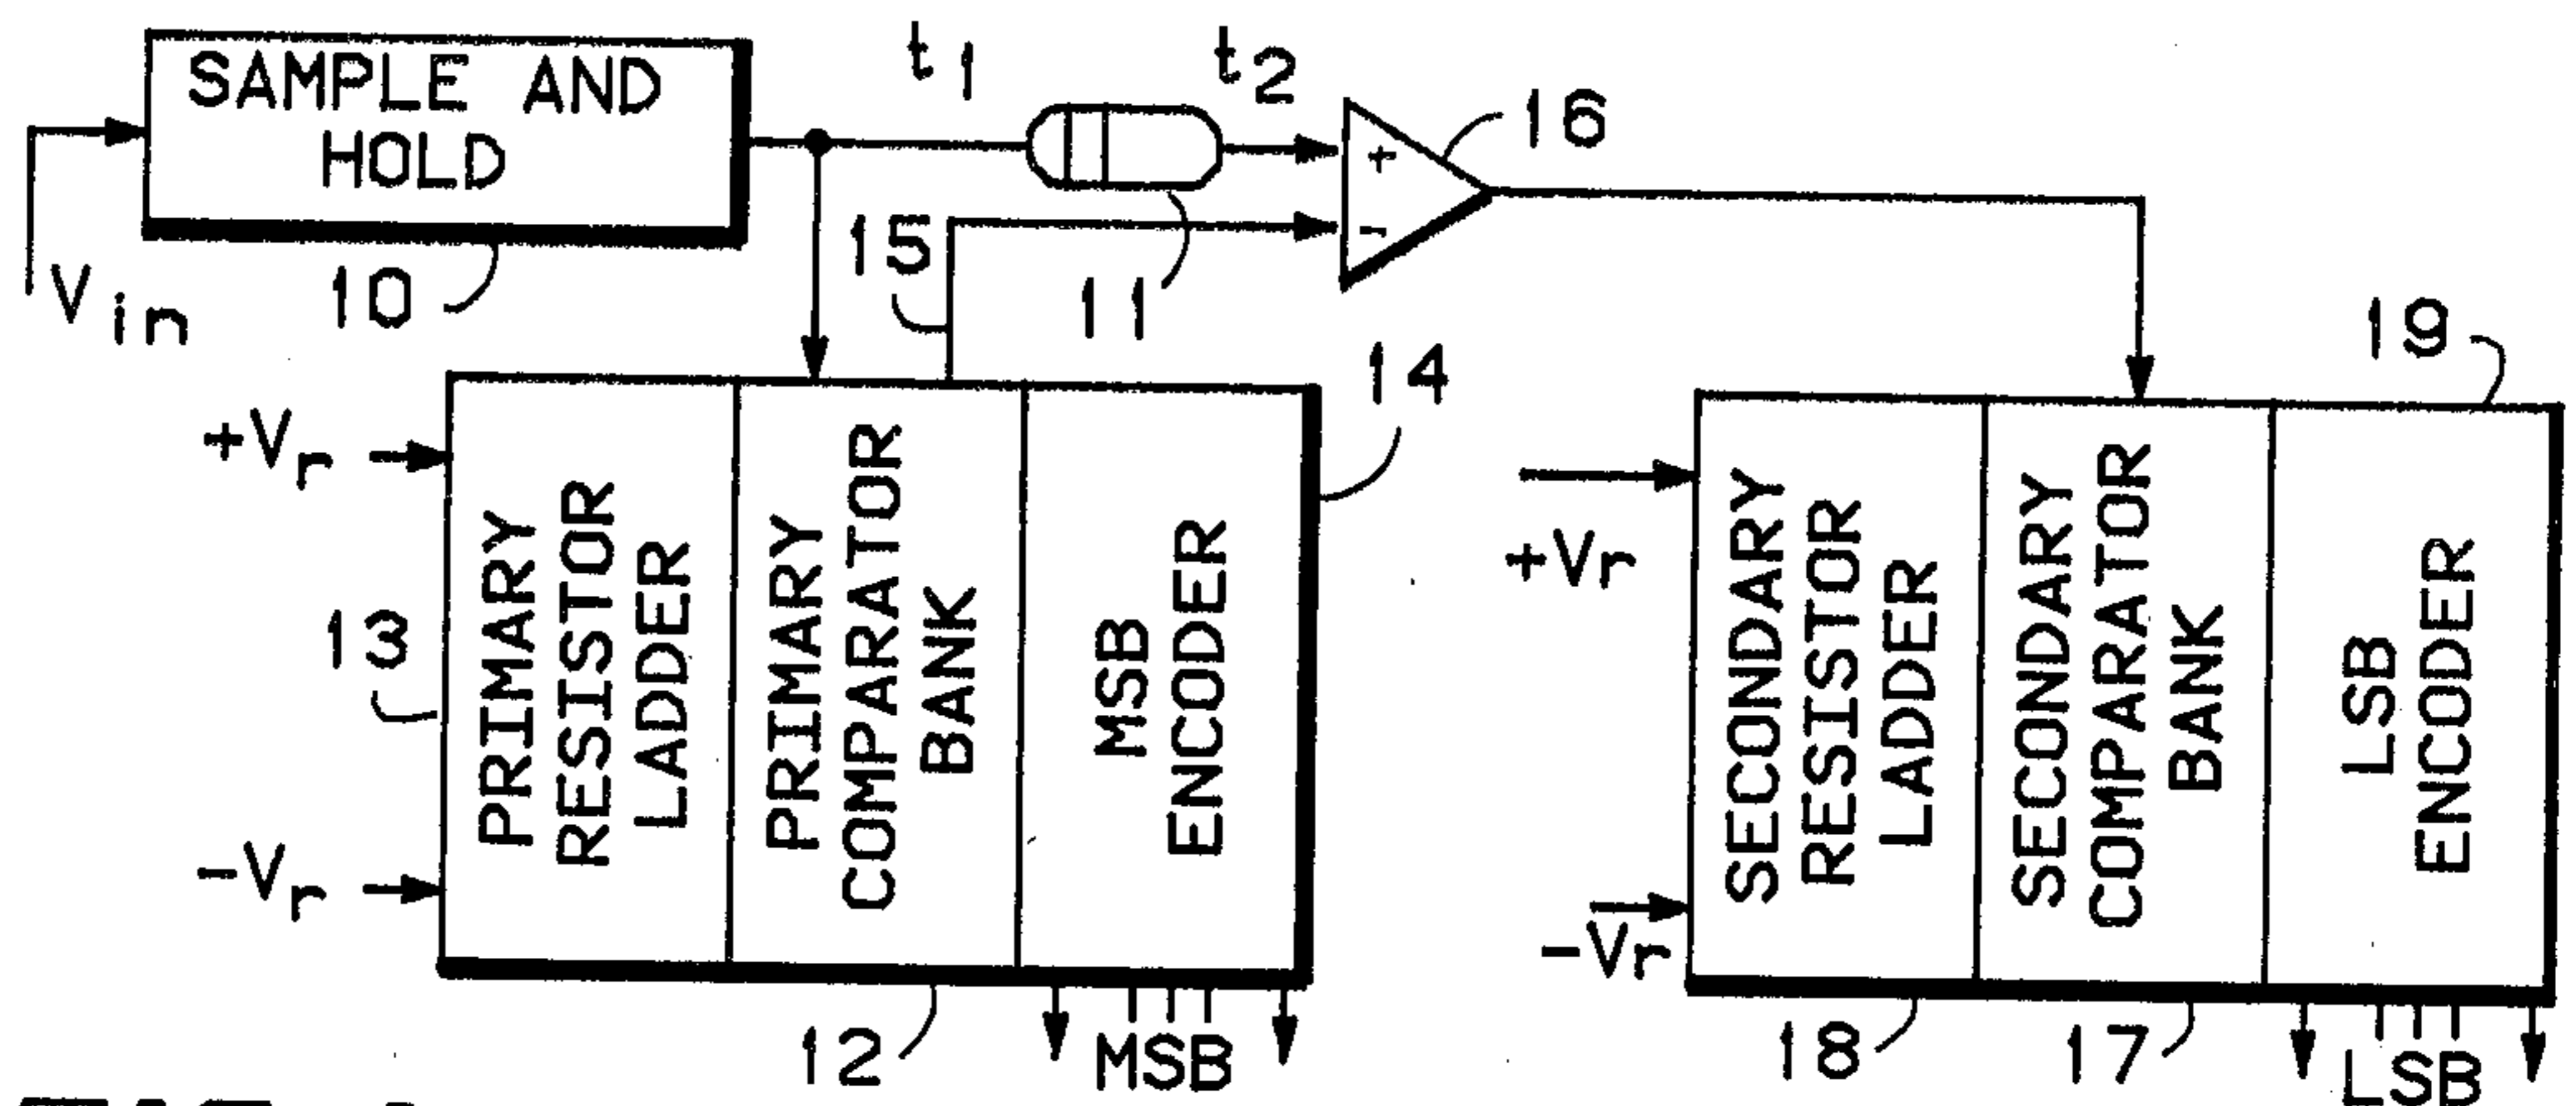 SAMPLE AND
HOLD
t1
t2
16
Vin
10
15
11
+Vr
-Vr
13
PRIMARY
RESISTOR
LADDER
PRIMARY
COMPARATOR
BANK
MSB
ENCODER
14
12
MSB
+Vr
-Vr
SECONDARY
RESISTOR
LADDER
SECONDARY
COMPARATOR
BANK
LSB
ENCODER
19
18
17
LSB